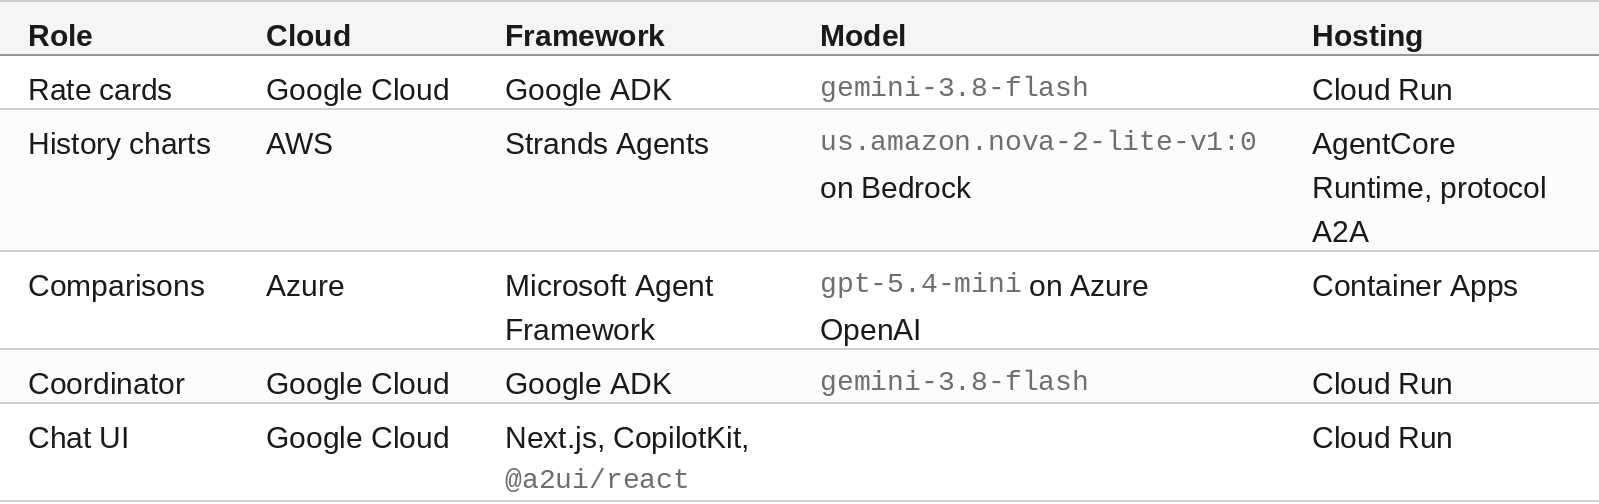 Role Cloud Framework Model Hosting
Rate cards Google Cloud Google ADK gemini-3.8-flash Cloud Run
History charts AWS Strands Agents us.amazon.nova-2-lite-v1:0 AgentCore
on Bedrock Runtime, protocol
A2A
Comparisons Azure Microsoft Agent gpt-5.4-mini on Azure Container Apps
Framework OpenAI
Coordinator Google Cloud Google ADK gemini-3.8-flash Cloud Run
Chat UI Google Cloud Next.js, CopilotKit, Cloud Run
@a2ui/react